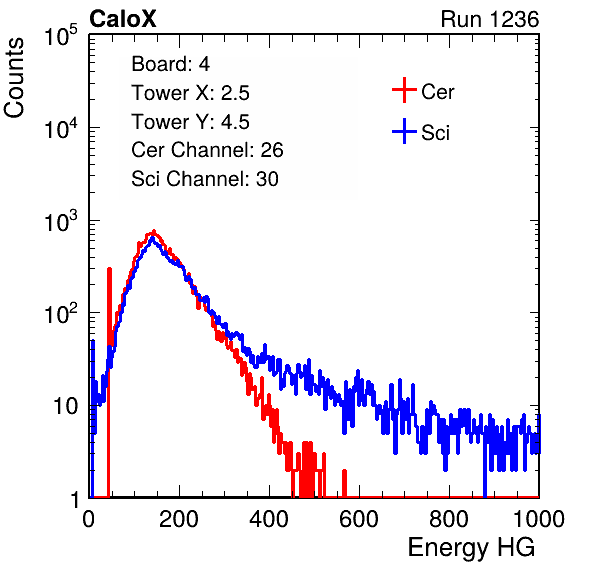 CaloX Run 1236
Counts
10^5
10^4
10^3
10^2
10
1
Board: 4
Tower X: 2.5
Tower Y: 4.5
Cer Channel: 26
Sci Channel: 30
Cer
Sci
0 200 400 600 800 1000
Energy HG